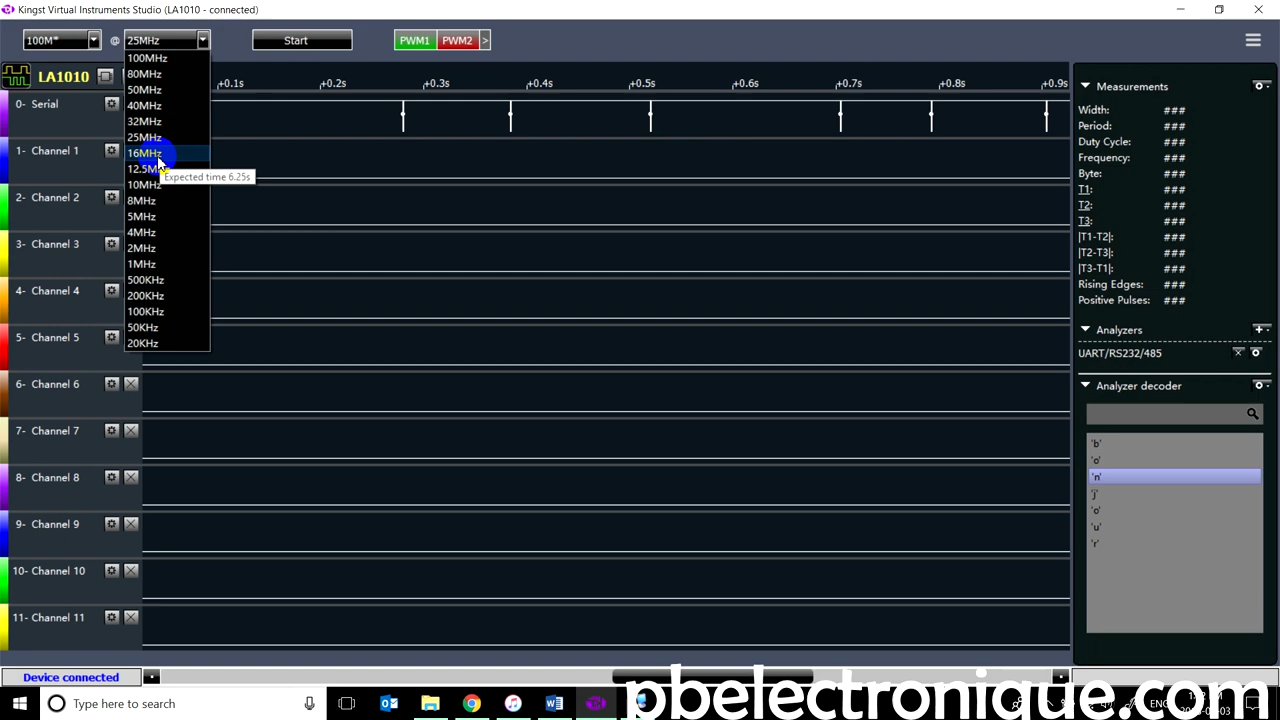 Kingst Virtual Instruments Studio (LA1010 - connected)
100M* @ 25MHz Start PWM1 PWM2 >
LA1010
100MHz
80MHz
50MHz
40MHz
32MHz
25MHz
16MHz
12.5M
10MHz
8MHz
5MHz
4MHz
2MHz
1MHz
500KHz
200KHz
100KHz
50KHz
20KHz
Expected time 6.25s
+0.1s +0.2s +0.3s +0.4s +0.5s +0.6s +0.7s +0.8s +0.9s
0- Serial
1- Channel 1
2- Channel 2
3- Channel 3
4- Channel 4
5- Channel 5
6- Channel 6
7- Channel 7
8- Channel 8
9- Channel 9
10- Channel 10
11- Channel 11
Measurements
Width: ###
Period: ###
Duty Cycle: ###
Frequency: ###
Byte: ###
T1: ###
T2: ###
T3: ###
|T1-T2|: ###
|T2-T3|: ###
|T3-T1|: ###
Rising Edges: ###
Positive Pulses: ###
Analyzers
UART/RS232/485
Analyzer decoder
'b'
'o'
'n'
'j'
'o'
'u'
'r'
Device connected
Type here to search
ENG
pbelectronique.com